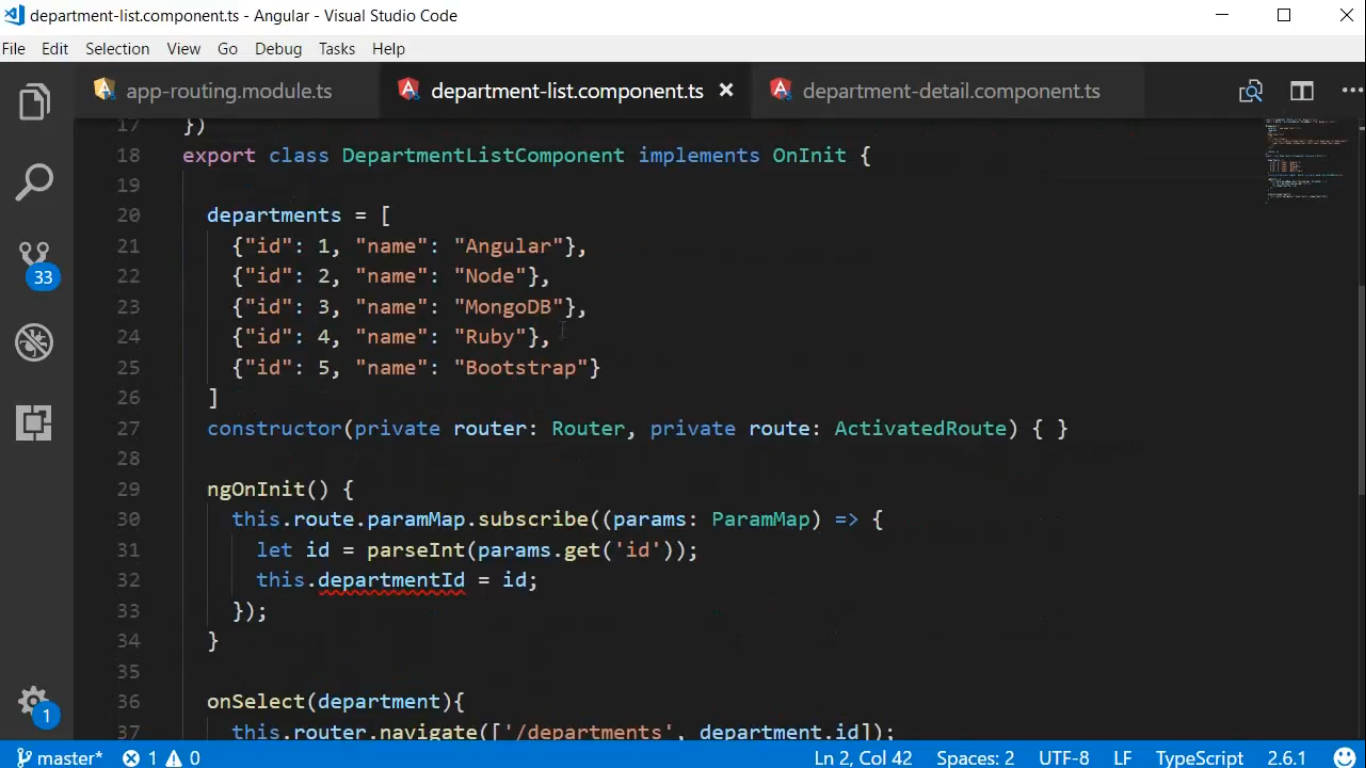 department-list.component.ts - Angular - Visual Studio Code
File Edit Selection View Go Debug Tasks Help
app-routing.module.ts department-list.component.ts department-detail.component.ts
17 })
18 export class DepartmentListComponent implements OnInit {
19
20 departments = [
21 {"id": 1, "name": "Angular"},
22 {"id": 2, "name": "Node"},
23 {"id": 3, "name": "MongoDB"},
24 {"id": 4, "name": "Ruby"},
25 {"id": 5, "name": "Bootstrap"}
26 ]
27 constructor(private router: Router, private route: ActivatedRoute) { }
28
29 ngOnInit() {
30 this.route.paramMap.subscribe((params: ParamMap) => {
31 let id = parseInt(params.get('id'));
32 this.departmentId = id;
33 });
34 }
35
36 onSelect(department){
37 this.router.navigate(['/departments', department.id]);
33
1
master* 1 0 Ln 2, Col 42 Spaces: 2 UTF-8 LF TypeScript 2.6.1